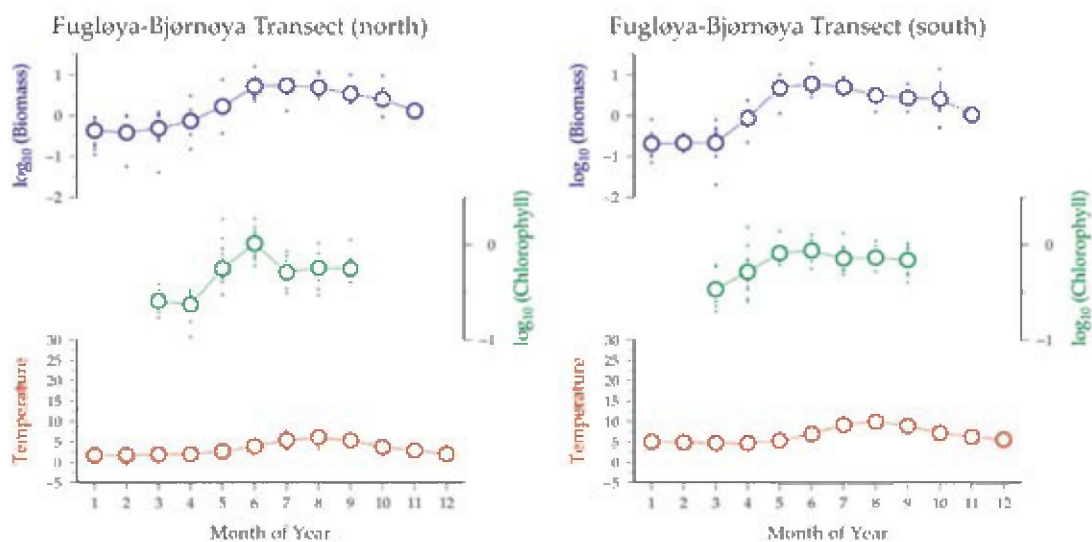 Fugløya-Bjørnøya Transect (north)
log₁₀ (Biomass)
1
0
−1
−2
0
−1
log₁₀ (Chlorophyll)
Temperature
30
25
20
15
10
5
0
−5
1 2 3 4 5 6 7 8 9 10 11 12
Month of Year
Fugløya-Bjørnøya Transect (south)
log₁₀ (Biomass)
1
0
−1
−2
0
−1
log₁₀ (Chlorophyll)
Temperature
30
25
20
15
10
5
0
−5
1 2 3 4 5 6 7 8 9 10 11 12
Month of Year